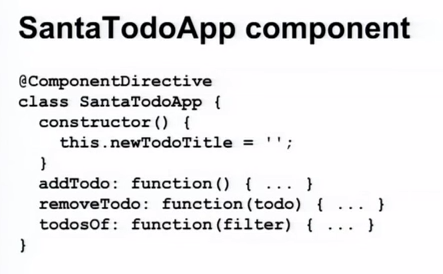 SantaTodoApp component
@ComponentDirective
class SantaTodoApp {
  constructor() {
    this.newTodoTitle = '';
  }
  addTodo: function() { ... }
  removeTodo: function(todo) { ... }
  todosOf: function(filter) { ... }
}